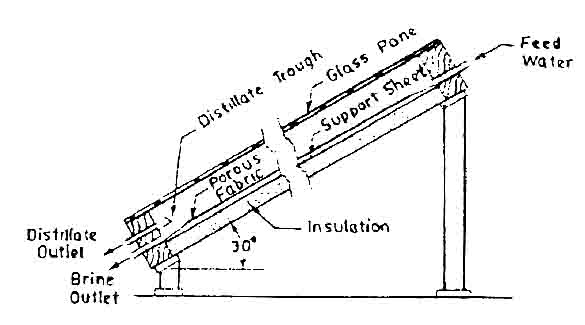 Feed
Water
Glass Pane
Distillate Trough
Support Sheet
Porous
Fabric
Insulation
30°
Distillate
Outlet
Brine
Outlet